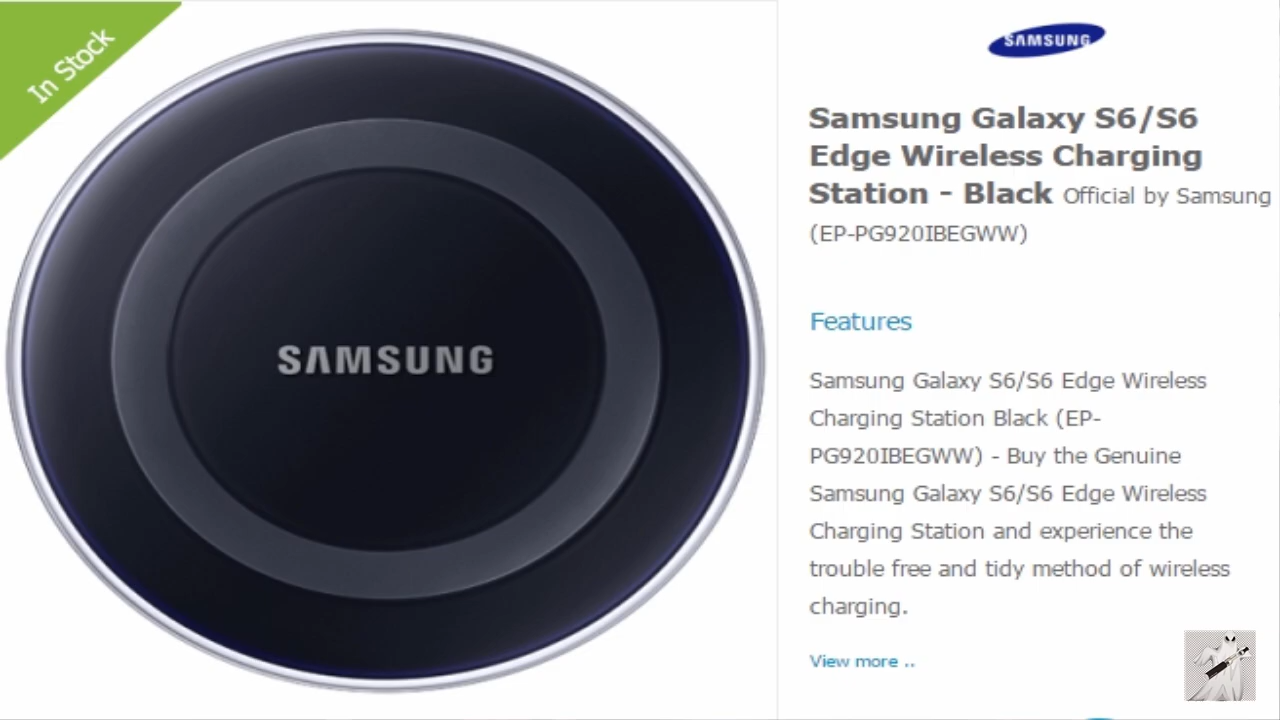 In Stock
SAMSUNG
SAMSUNG
Samsung Galaxy S6/S6
Edge Wireless Charging
Station - Black Official by Samsung
(EP-PG920IBEGWW)
Features
Samsung Galaxy S6/S6 Edge Wireless
Charging Station Black (EP-
PG920IBEGWW) - Buy the Genuine
Samsung Galaxy S6/S6 Edge Wireless
Charging Station and experience the
trouble free and tidy method of wireless
charging.
View more ..